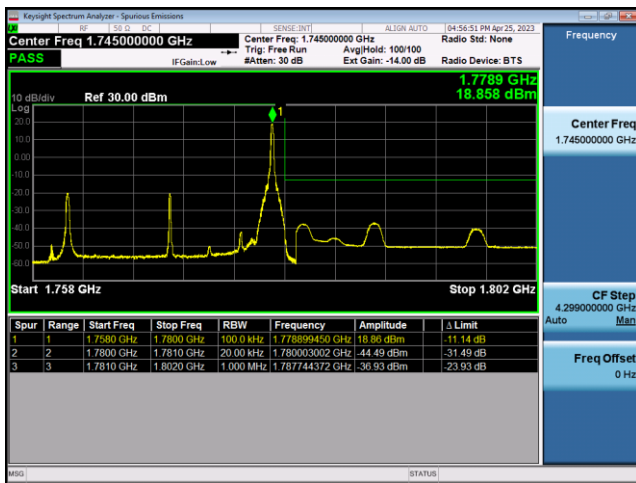 Keysight Spectrum Analyzer - Spurious Emissions
RF 50 Ω DC SENSE:INT ALIGN AUTO 04:56:51 PM Apr 25, 2023
Center Freq 1.745000000 GHz Center Freq: 1.745000000 GHz Radio Std: None Frequency
Trig: Free Run Avg|Hold: 100/100
PASS IFGain:Low #Atten: 30 dB Ext Gain: -14.00 dB Radio Device: BTS
1.7789 GHz
10 dB/div Ref 30.00 dBm 18.858 dBm
Log
20.0
1
10.0
0.00
-10.0
-20.0
-30.0
-40.0
-50.0
-60.0
Start 1.758 GHz Stop 1.802 GHz
Center Freq
1.745000000 GHz
CF Step
4.299000000 GHz
Auto Man
Freq Offset
0 Hz
Spur Range Start Freq Stop Freq RBW Frequency Amplitude Δ Limit
1 1 1.7580 GHz 1.7800 GHz 100.0 kHz 1.778899450 GHz 18.86 dBm -11.14 dB
2 2 1.7800 GHz 1.7810 GHz 20.00 kHz 1.780003002 GHz -44.49 dBm -31.49 dB
3 3 1.7810 GHz 1.8020 GHz 1.000 MHz 1.787744372 GHz -36.93 dBm -23.93 dB
MSG STATUS